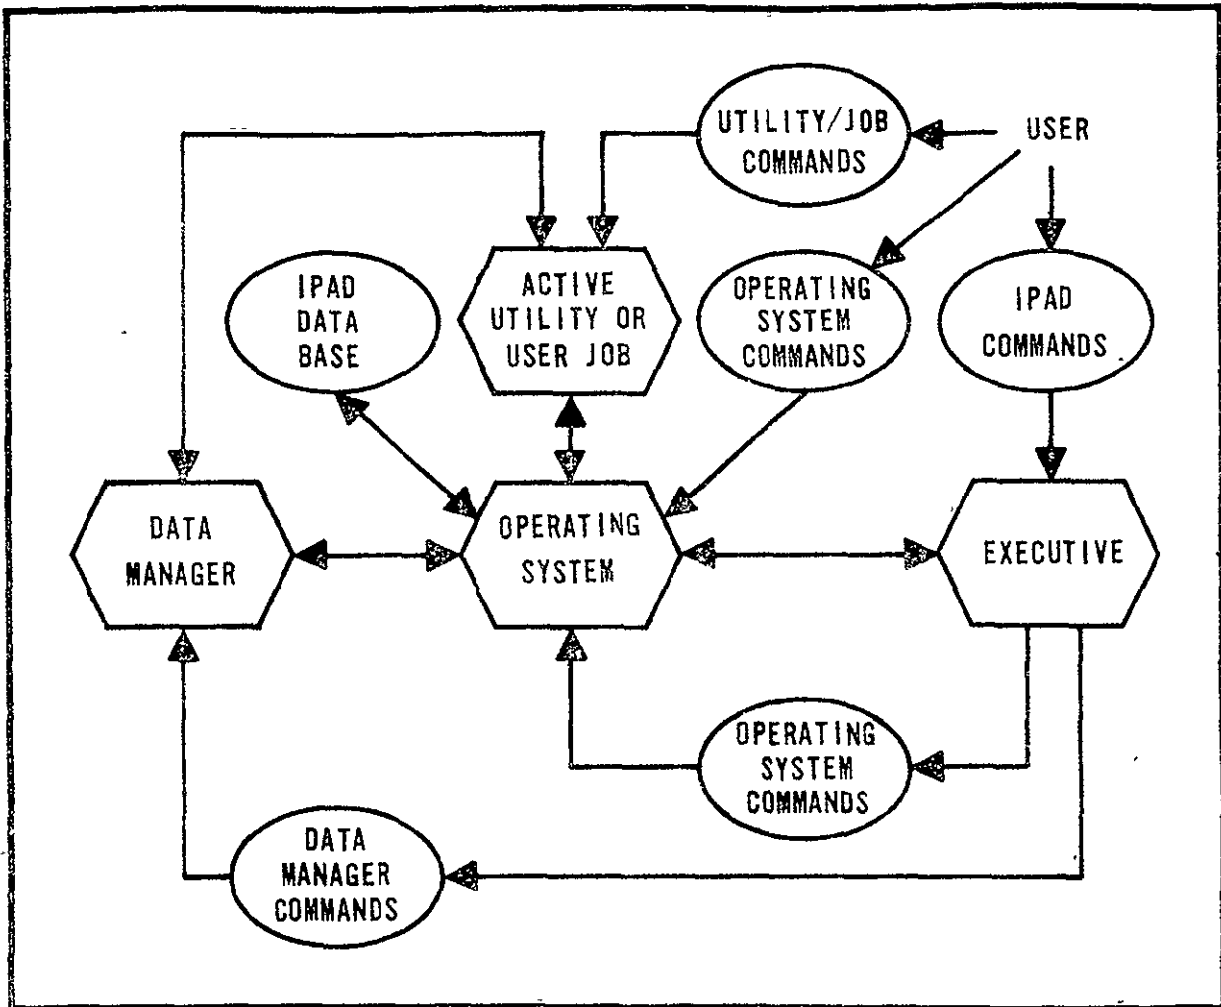 UTILITY/JOB
COMMANDS
USER
IPAD
DATA
BASE
ACTIVE
UTILITY OR
USER JOB
OPERATING
SYSTEM
COMMANDS
IPAD
COMMANDS
DATA
MANAGER
OPERATING
SYSTEM
EXECUTIVE
OPERATING
SYSTEM
COMMANDS
DATA
MANAGER
COMMANDS